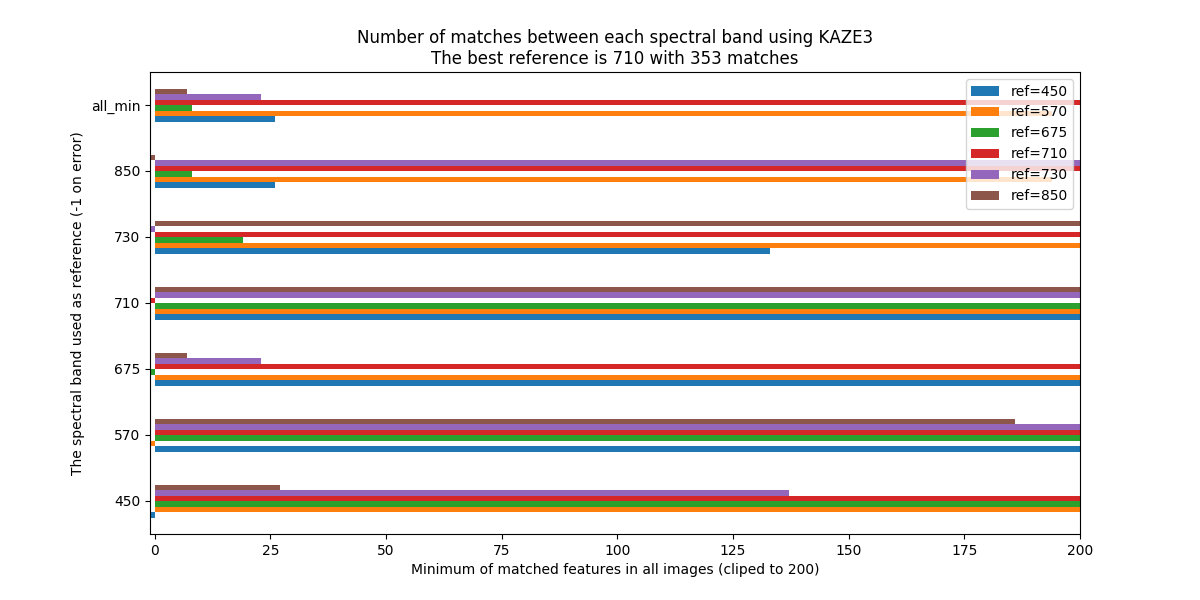 Number of matches between each spectral band using KAZE3
The best reference is 710 with 353 matches
ref=450
ref=570
ref=675
ref=710
ref=730
ref=850
The spectral band used as reference (-1 on error)
all_min
850
730
710
675
570
450
0 25 50 75 100 125 150 175 200
Minimum of matched features in all images (cliped to 200)